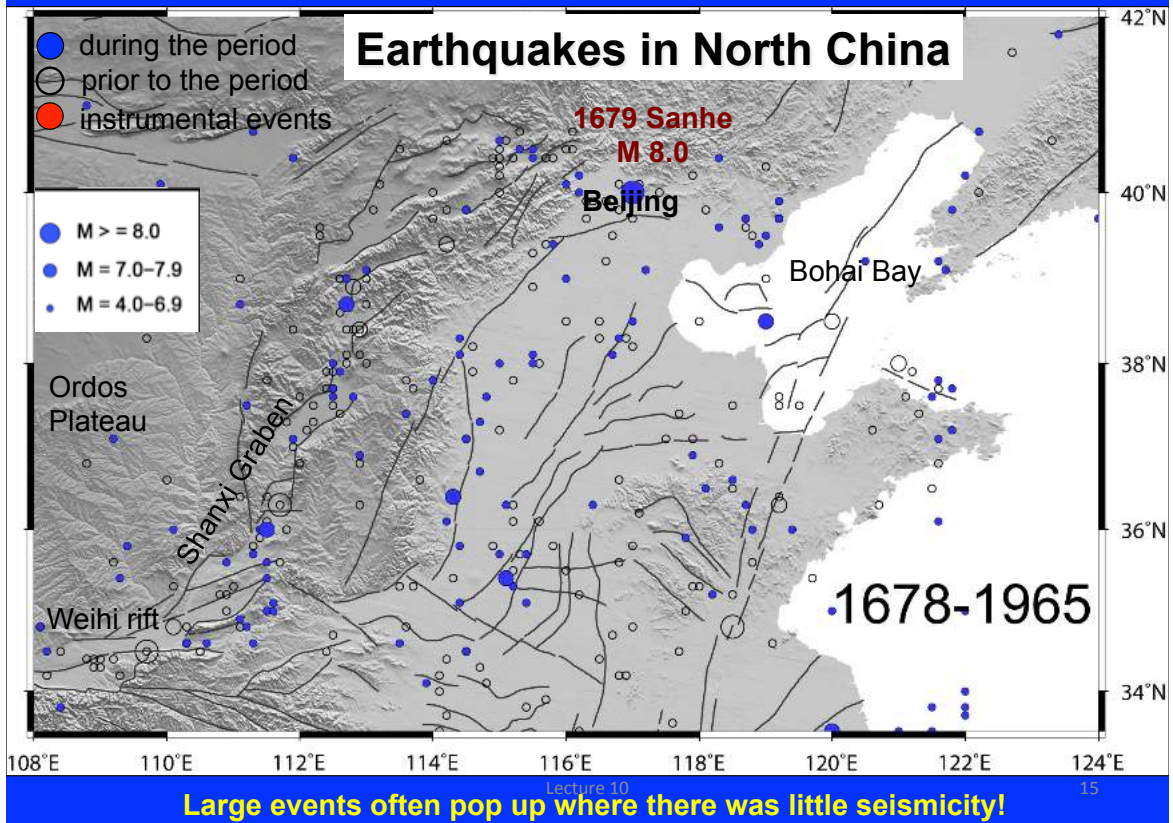 Earthquakes in North China
during the period
prior to the period
instrumental events
M >= 8.0
M = 7.0–7.9
M = 4.0–6.9
1679 Sanhe
M 8.0
Beijing
Bohai Bay
Ordos
Plateau
Shanxi Graben
Weihi rift
1678-1965
42°N
40°N
38°N
36°N
34°N
108°E 110°E 112°E 114°E 116°E 118°E 120°E 122°E 124°E
Lecture 10
15
Large events often pop up where there was little seismicity!